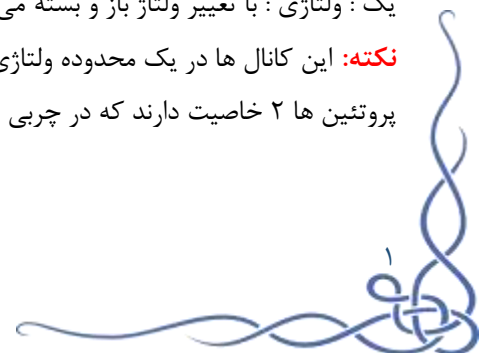 یک : ولتاژی : با تغییر ولتاژ باز و بسته می
نکته: این کانال ها در یک محدوده ولتاژی
پروتئین ها ۲ خاصیت دارند که در چربی
۱